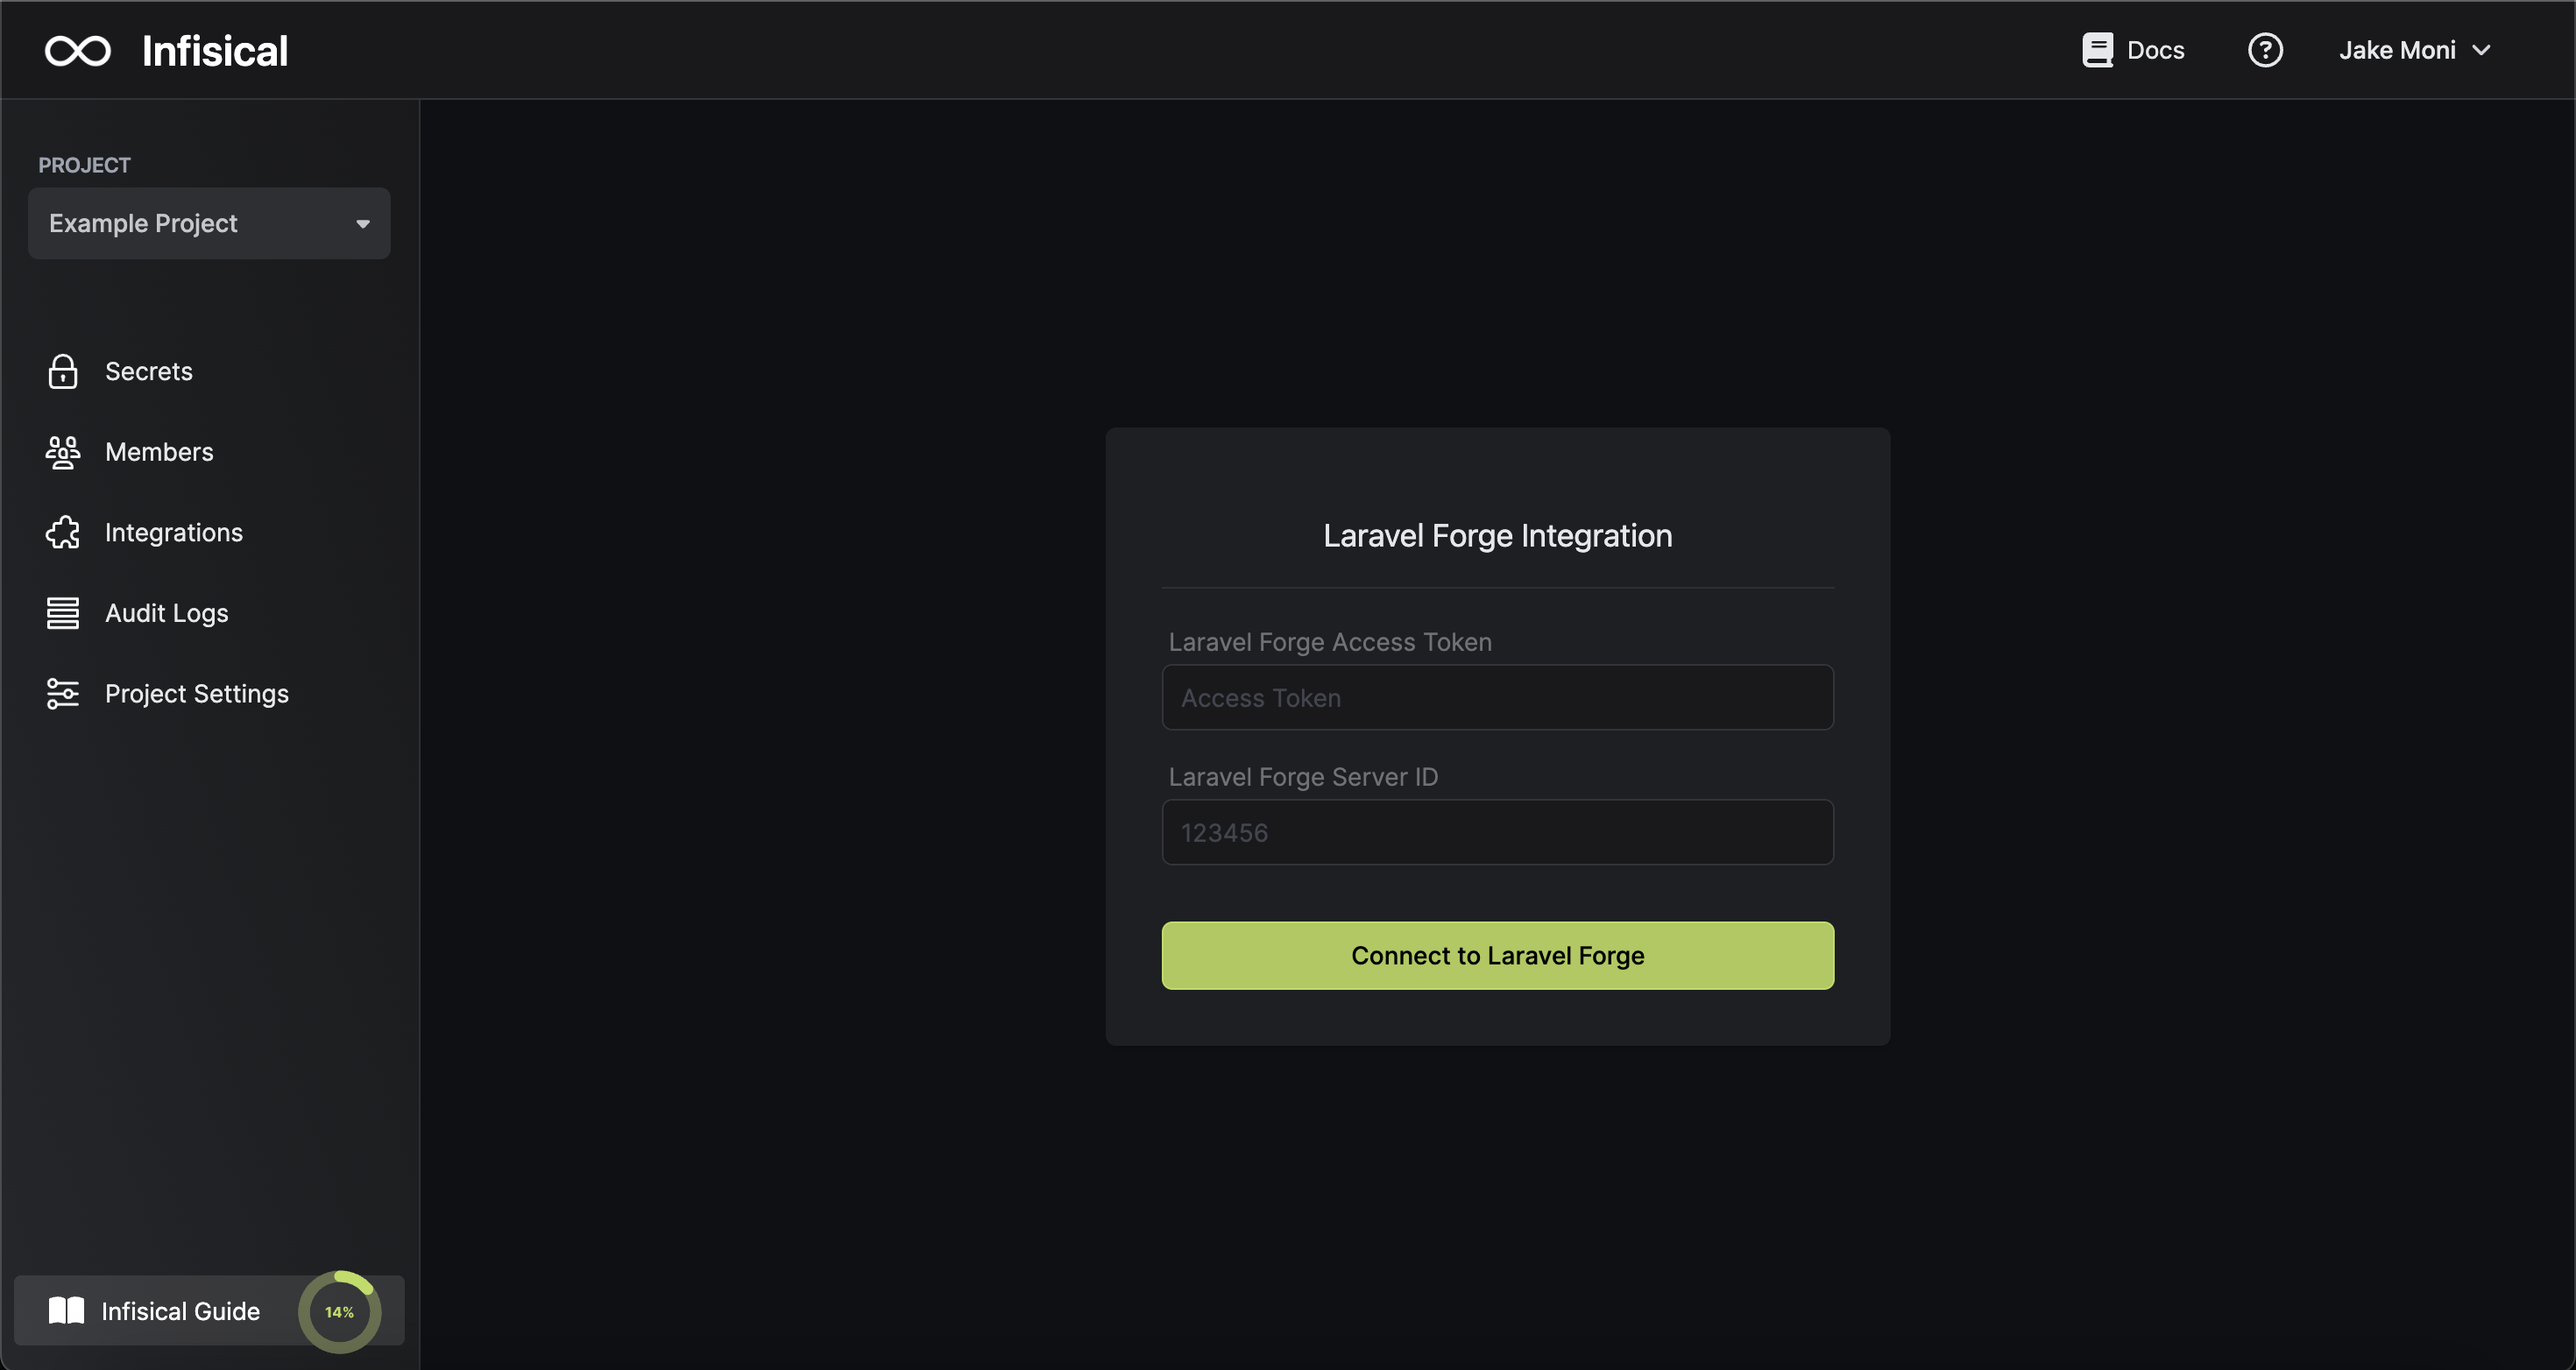 Infisical
Docs
Jake Moni
PROJECT
Example Project
Secrets
Members
Integrations
Audit Logs
Project Settings
Infisical Guide
14%
Laravel Forge Integration
Laravel Forge Access Token
Access Token
Laravel Forge Server ID
123456
Connect to Laravel Forge